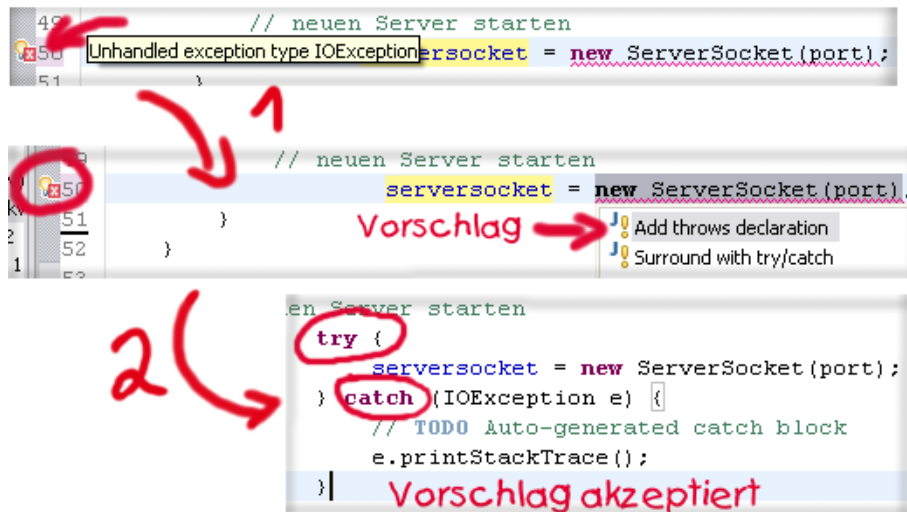 49 // neuen Server starten
50 Unhandled exception type IOException ersocket = new ServerSocket(port);
51 }
1
// neuen Server starten
50 serversocket = new ServerSocket(port)
51 }
Vorschlag
Add throws declaration
52 }
Surround with try/catch
1
53
2
en Server starten
try {
serversocket = new ServerSocket(port);
} catch (IOException e) {
// TODO Auto-generated catch block
e.printStackTrace();
}
Vorschlag akzeptiert